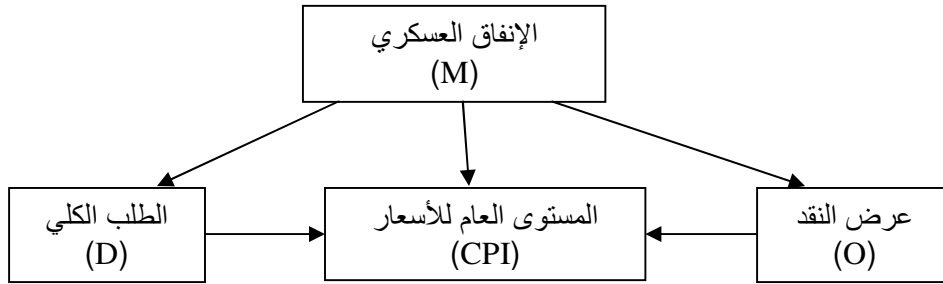 الإنفاق العسكري
(M)
عرض النقد
(O)
المستوى العام للأسعار
(CPI)
الطلب الكلي
(D)